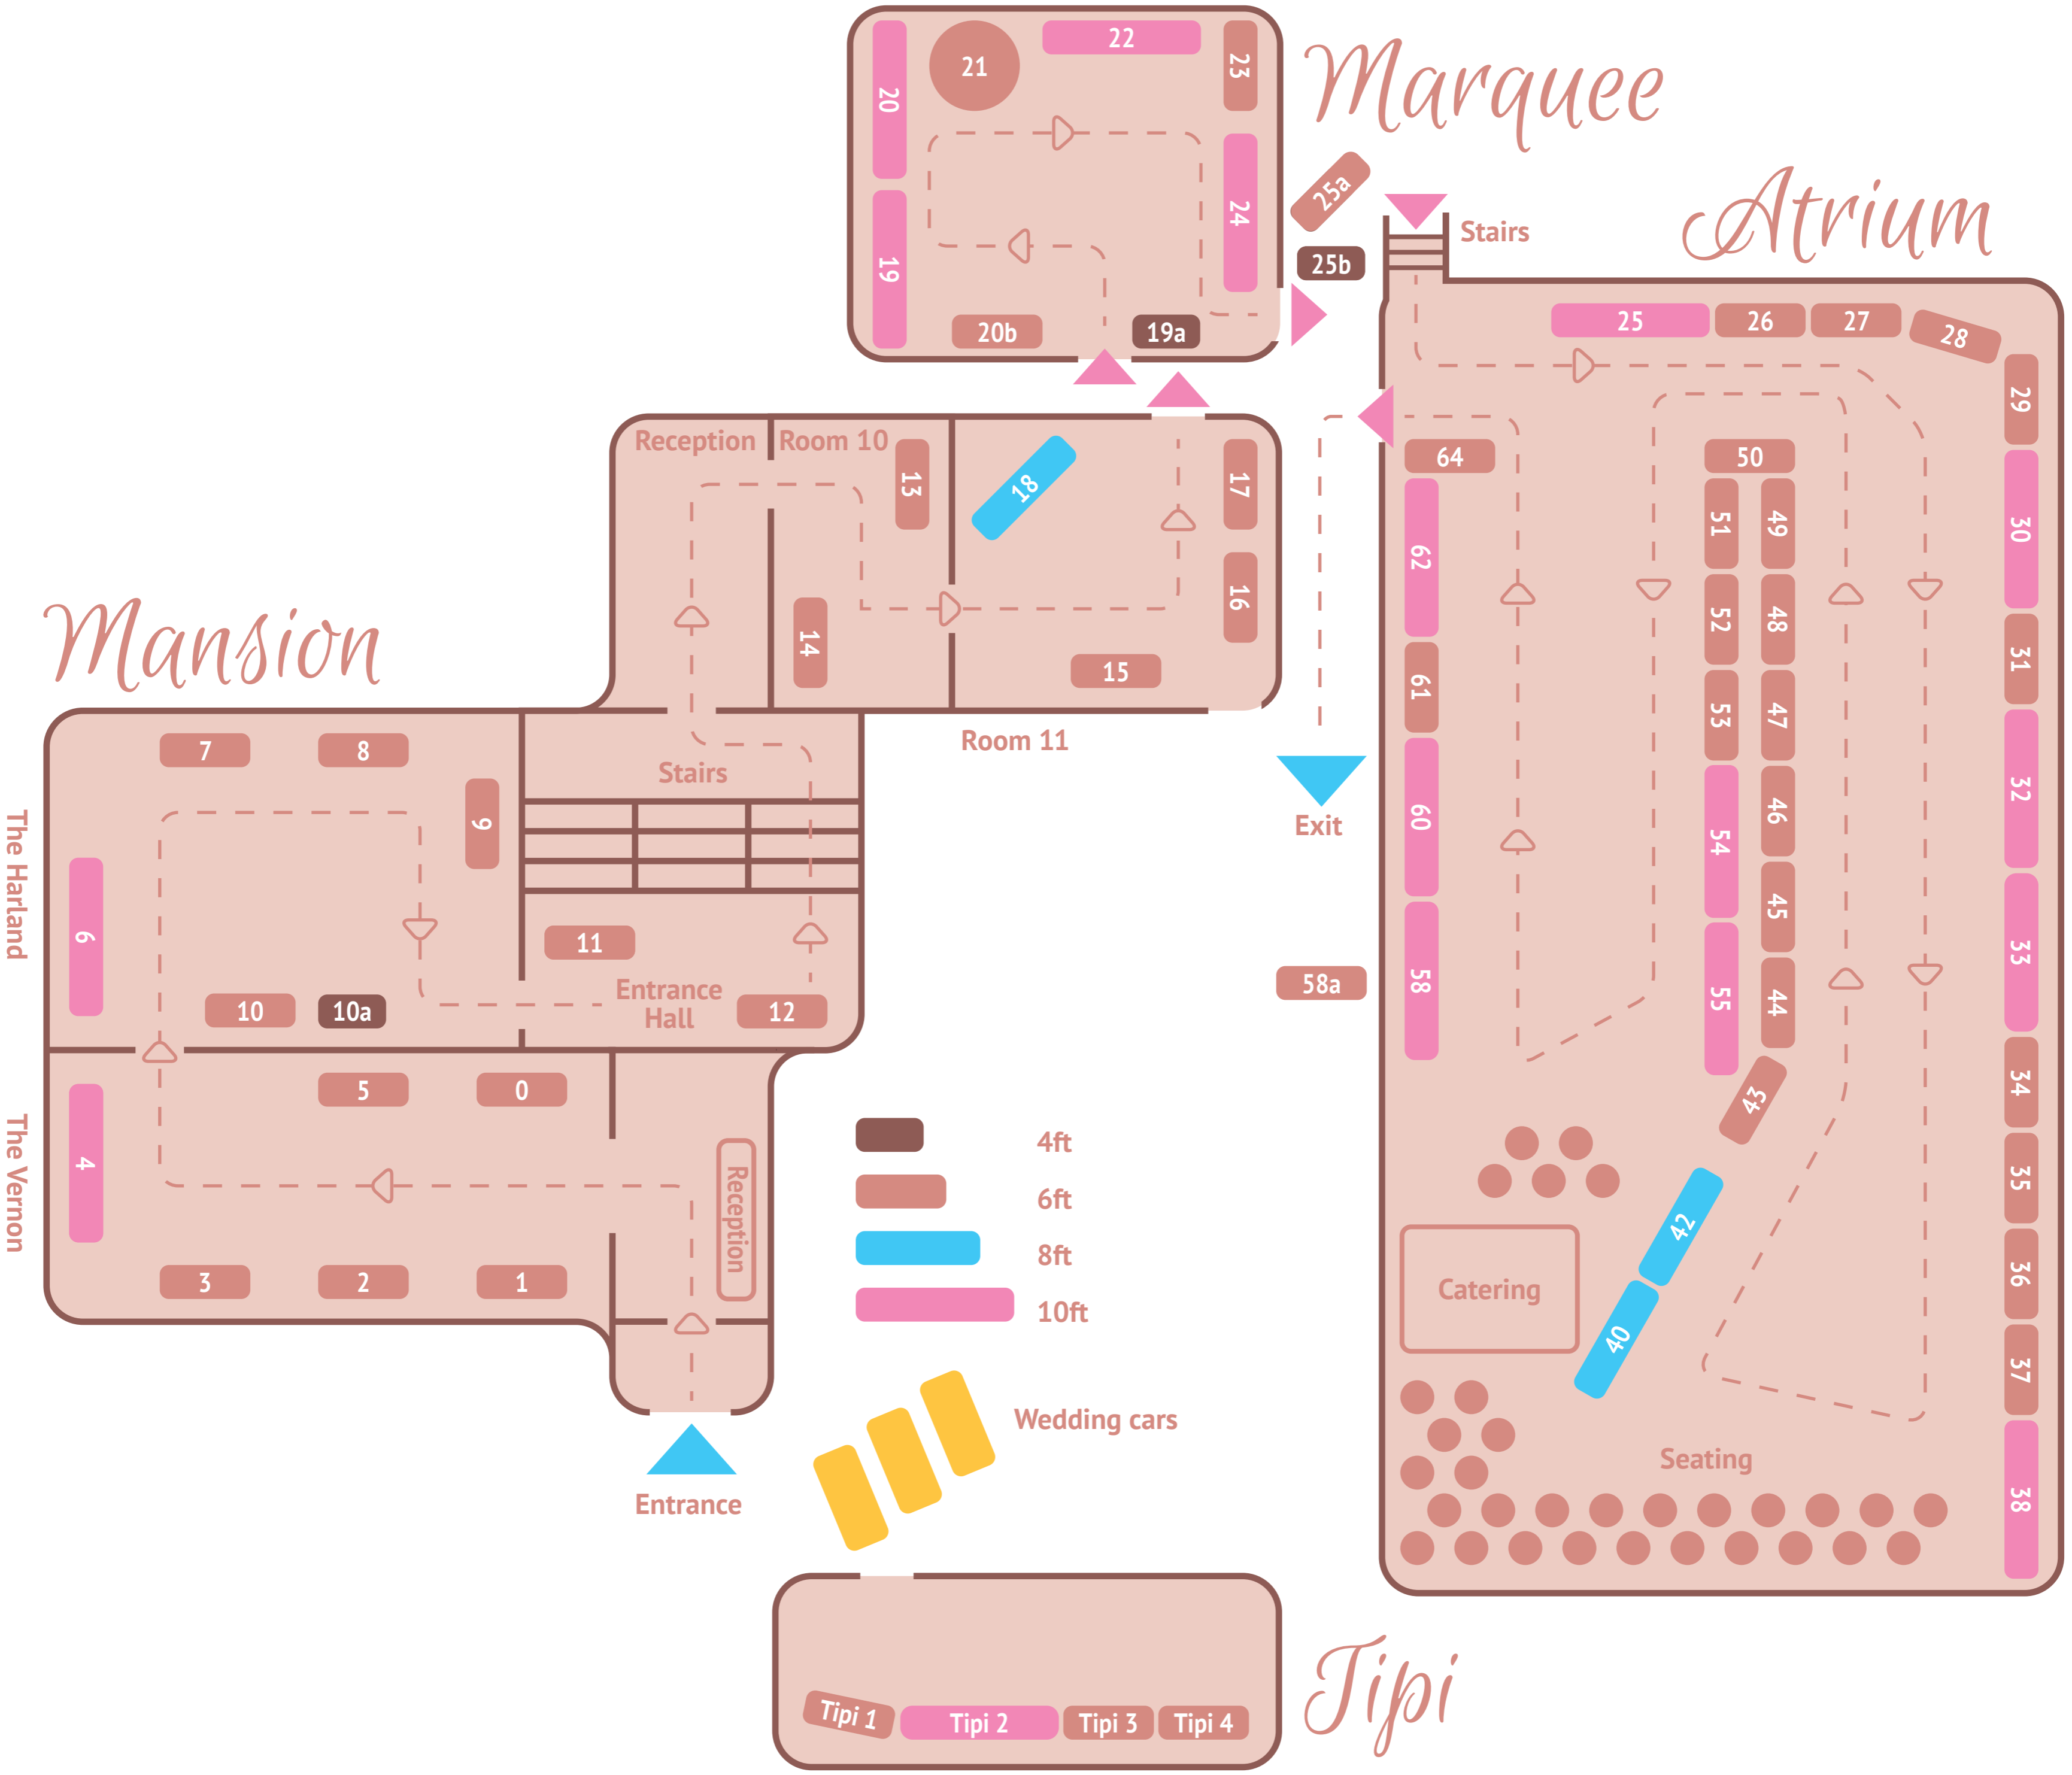 Marquee
22
21
20
23
19
24
20b
19a
25a
25b
Atrium
Stairs
25
26
27
28
29
30
31
32
33
34
35
36
37
38
64
62
61
60
58
50
51
49
52
48
53
47
54
46
45
55
44
43
42
40
Catering
Seating
Exit
58a
Mansion
Reception
Room 10
13
18
17
16
14
15
Room 11
Stairs
7
8
9
The Harland
6
10
10a
11
Entrance
Hall
12
The Vernon
4
5
0
3
2
1
Reception
Entrance
4ft
6ft
8ft
10ft
Wedding cars
Tipi
Tipi 1
Tipi 2
Tipi 3
Tipi 4